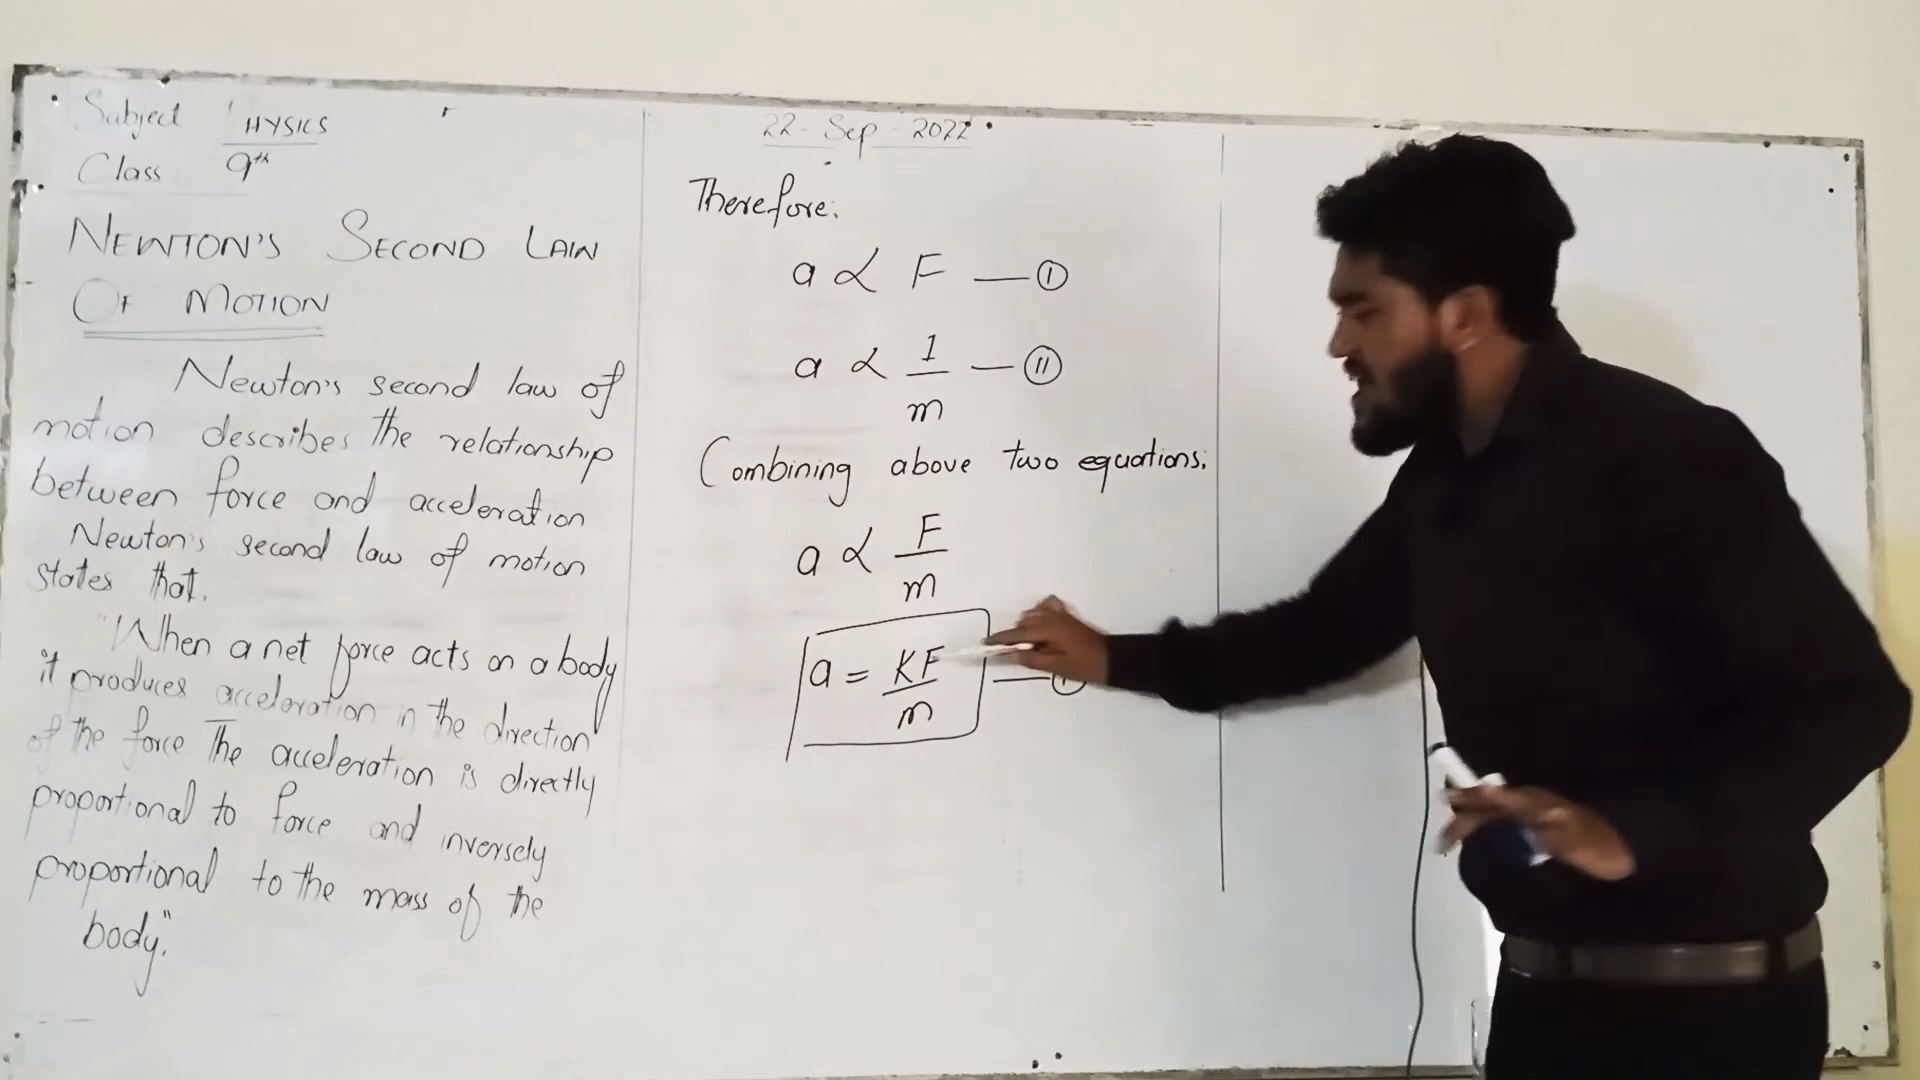 Subject PHYSICS
Class 9th
NEWTON'S SECOND LAW
OF MOTION
Newton's second law of
motion describes the relationship
between force and acceleration
Newton's second law of motion
states that.
"When a net force acts on a body
it produces acceleration in the direction
of the force. The acceleration is directly
proportional to force and inversely
proportional to the mass of the
body."
22-Sep-2022
Therefore:
a ∝ F — (I)
a ∝ 1/m — (II)
Combining above two equations.
a ∝ F/m
a = KF/m —